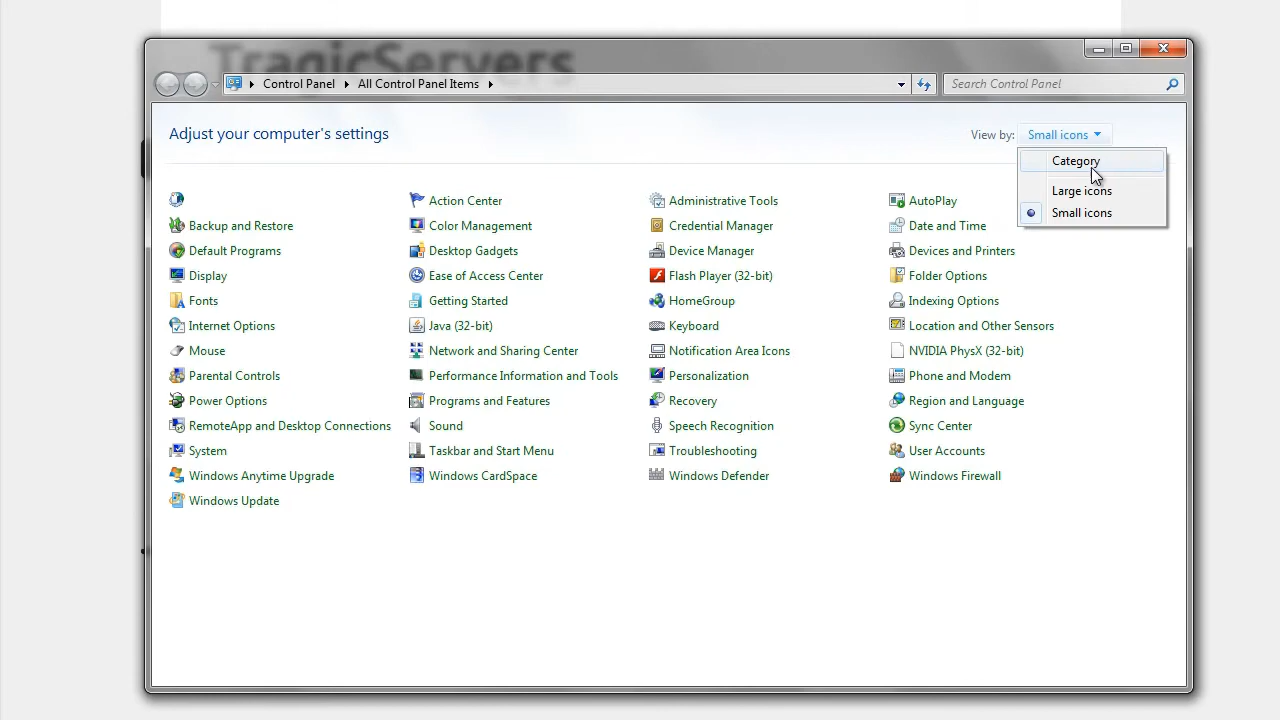 TragicServers
Control Panel
All Control Panel Items
Search Control Panel
Adjust your computer's settings
View by:
Small icons
Category
Large icons
Small icons
Action Center
Administrative Tools
AutoPlay
Backup and Restore
Color Management
Credential Manager
Date and Time
Default Programs
Desktop Gadgets
Device Manager
Devices and Printers
Display
Ease of Access Center
Flash Player (32-bit)
Folder Options
Fonts
Getting Started
HomeGroup
Indexing Options
Internet Options
Java (32-bit)
Keyboard
Location and Other Sensors
Mouse
Network and Sharing Center
Notification Area Icons
NVIDIA PhysX (32-bit)
Parental Controls
Performance Information and Tools
Personalization
Phone and Modem
Power Options
Programs and Features
Recovery
Region and Language
RemoteApp and Desktop Connections
Sound
Speech Recognition
Sync Center
System
Taskbar and Start Menu
Troubleshooting
User Accounts
Windows Anytime Upgrade
Windows CardSpace
Windows Defender
Windows Firewall
Windows Update